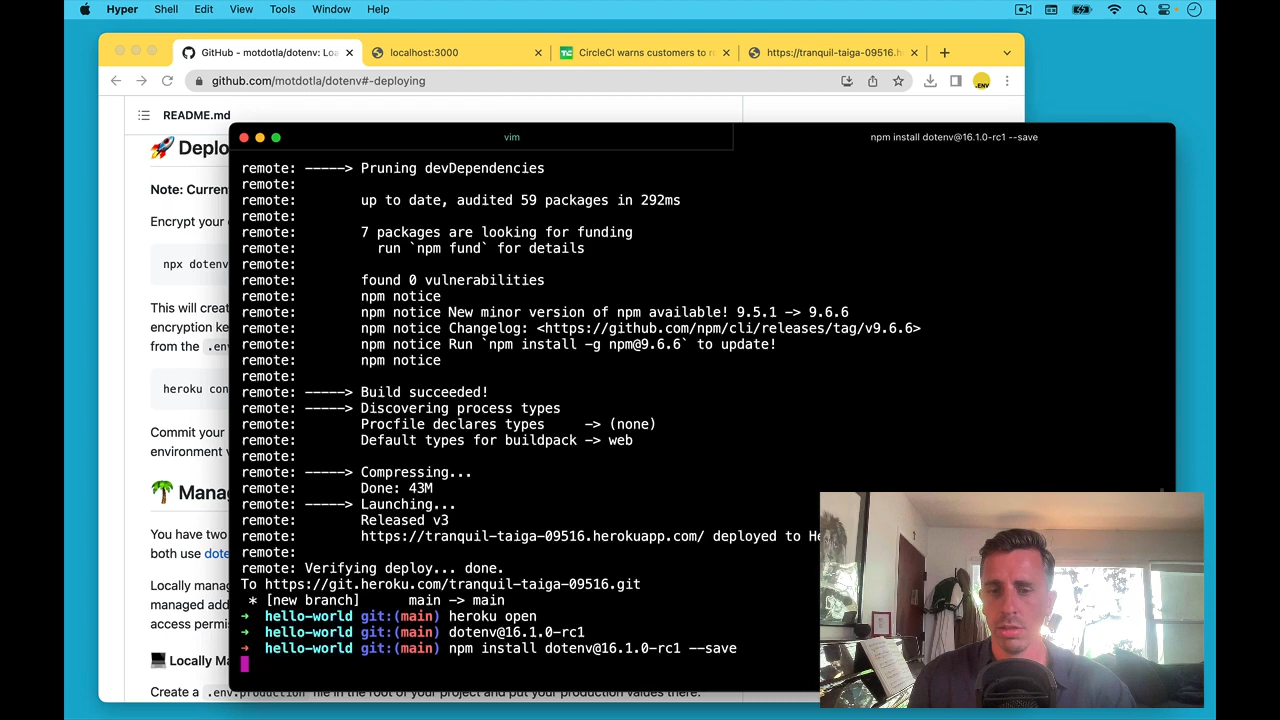 Hyper Shell Edit View Tools Window Help
GitHub - motdotla/dotenv: Loa
localhost:3000
CircleCI warns customers to r
https://tranquil-taiga-09516.h
github.com/motdotla/dotenv#-deploying
.ENV
README.md
vim
npm install dotenv@16.1.0-rc1 --save
🚀 Deplo
Note: Curren
Encrypt your
npx doten
This will creat
encryption ke
from the .en
heroku con
Commit your
environment v
🌴 Mana
You have two
both use dote
Locally mana
managed add
access permi
💻 Locally Ma
Create a .env.production file in the root of your project and put your production values there.
remote: -----> Pruning devDependencies
remote:
remote: up to date, audited 59 packages in 292ms
remote:
remote: 7 packages are looking for funding
remote: run `npm fund` for details
remote:
remote: found 0 vulnerabilities
remote: npm notice
remote: npm notice New minor version of npm available! 9.5.1 -> 9.6.6
remote: npm notice Changelog: <https://github.com/npm/cli/releases/tag/v9.6.6>
remote: npm notice Run `npm install -g npm@9.6.6` to update!
remote: npm notice
remote:
remote: -----> Build succeeded!
remote: -----> Discovering process types
remote: Procfile declares types -> (none)
remote: Default types for buildpack -> web
remote:
remote: -----> Compressing...
remote: Done: 43M
remote: -----> Launching...
remote: Released v3
remote: https://tranquil-taiga-09516.herokuapp.com/ deployed to He
remote:
remote: Verifying deploy... done.
To https://git.heroku.com/tranquil-taiga-09516.git
* [new branch] main -> main
➜ hello-world git:(main) heroku open
➜ hello-world git:(main) dotenv@16.1.0-rc1
➜ hello-world git:(main) npm install dotenv@16.1.0-rc1 --save